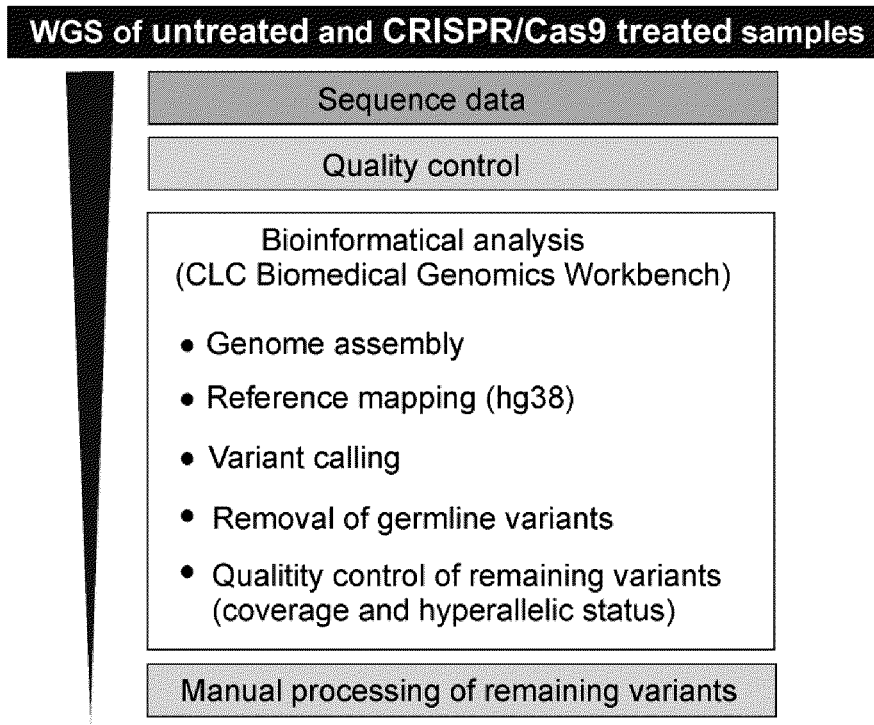 WGS of untreated and CRISPR/Cas9 treated samples
Sequence data
Quality control
Bioinformatical analysis
(CLC Biomedical Genomics Workbench)
• Genome assembly
• Reference mapping (hg38)
• Variant calling
• Removal of germline variants
• Qualitity control of remaining variants
(coverage and hyperallelic status)
Manual processing of remaining variants